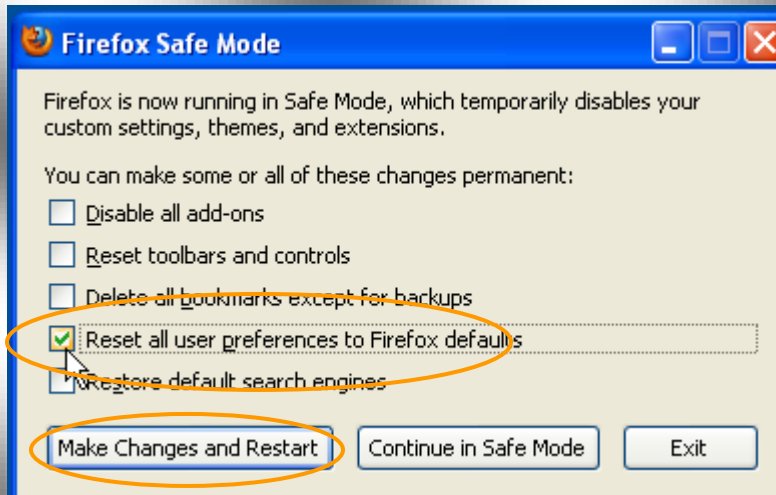 Firefox Safe Mode
Firefox is now running in Safe Mode, which temporarily disables your
custom settings, themes, and extensions.
You can make some or all of these changes permanent:
Disable all add-ons
Reset toolbars and controls
Delete all bookmarks except for backups
Reset all user preferences to Firefox defaults
Restore default search engines
Make Changes and Restart Continue in Safe Mode Exit